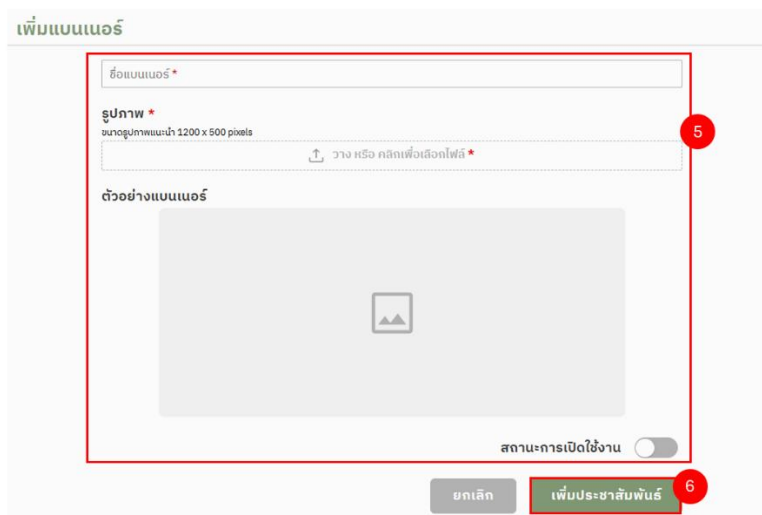 เพิ่มแบนเนอร์
ชื่อแบนเนอร์ *
รูปภาพ *
ขนาดรูปภาพแนะนำ 1200 x 500 pixels
5
วาง หรือ คลิกเพื่อเลือกไฟล์ *
ตัวอย่างแบนเนอร์
สถานะการเปิดใช้งาน
ยกเลิก
เพิ่มประชาสัมพันธ์
6